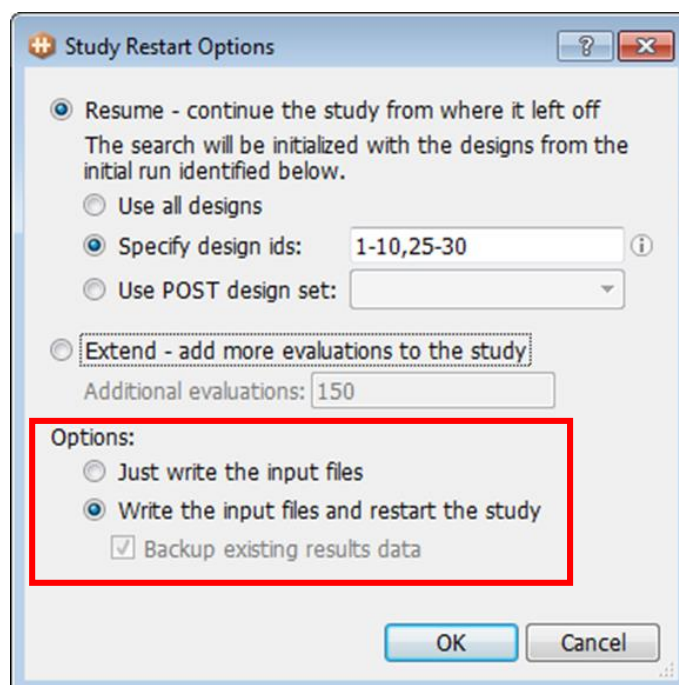 Study Restart Options
Resume - continue the study from where it left off
The search will be initialized with the designs from the
initial run identified below.
Use all designs
Specify design ids: 1-10,25-30
Use POST design set:
Extend - add more evaluations to the study
Additional evaluations: 150
Options:
Just write the input files
Write the input files and restart the study
Backup existing results data
OK Cancel